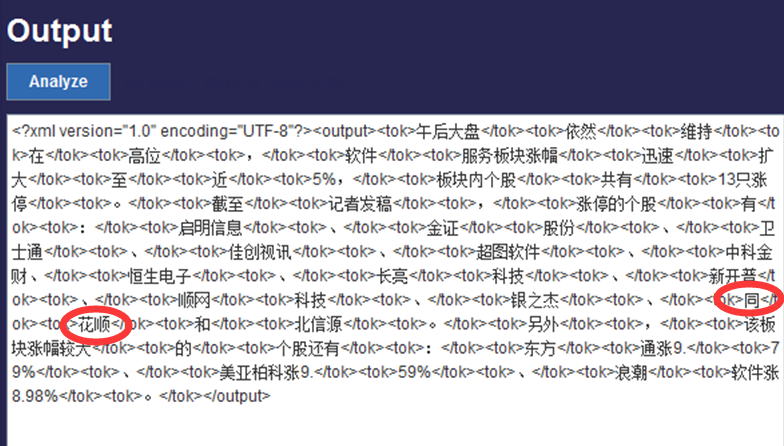 Output
Analyze
<?xml version="1.0" encoding="UTF-8"?><output><tok>午后大盘</tok><tok>依然</tok><tok>维持</tok><to
k>在</tok><tok>高位</tok><tok>，</tok><tok>软件</tok><tok>服务板块涨幅</tok><tok>迅速</tok><tok>扩
大</tok><tok>至</tok><tok>近</tok><tok>5%，</tok><tok>板块内个股</tok><tok>共有</tok><tok>13只涨
停</tok><tok>。</tok><tok>截至</tok><tok>记者发稿</tok><tok>，</tok><tok>涨停的个股</tok><tok>有</t
ok><tok>：</tok><tok>启明信息</tok><tok>、</tok><tok>金证</tok><tok>股份</tok><tok>、</tok><tok>卫
士通</tok><tok>、</tok><tok>佳创视讯</tok><tok>、</tok><tok>超图软件</tok><tok>、</tok><tok>中科金
财、</tok><tok>恒生电子</tok><tok>、</tok><tok>长亮</tok><tok>科技</tok><tok>、</tok><tok>新开普</t
ok><tok>、</tok><tok>顺网</tok><tok>科技</tok><tok>、</tok><tok>银之杰</tok><tok>、</tok><tok>同</t
ok><tok>花顺</tok><tok>和</tok><tok>北信源</tok><tok>。</tok><tok>另外</tok><tok>，</tok><tok>该板
块涨幅较大</tok><tok>的</tok><tok>个股还有</tok><tok>：</tok><tok>东方</tok><tok>通涨9.</tok><tok>7
9%</tok><tok>、</tok><tok>美亚柏科涨9.</tok><tok>59%</tok><tok>、</tok><tok>浪潮</tok><tok>软件涨
8.98%</tok><tok>。</tok></output>